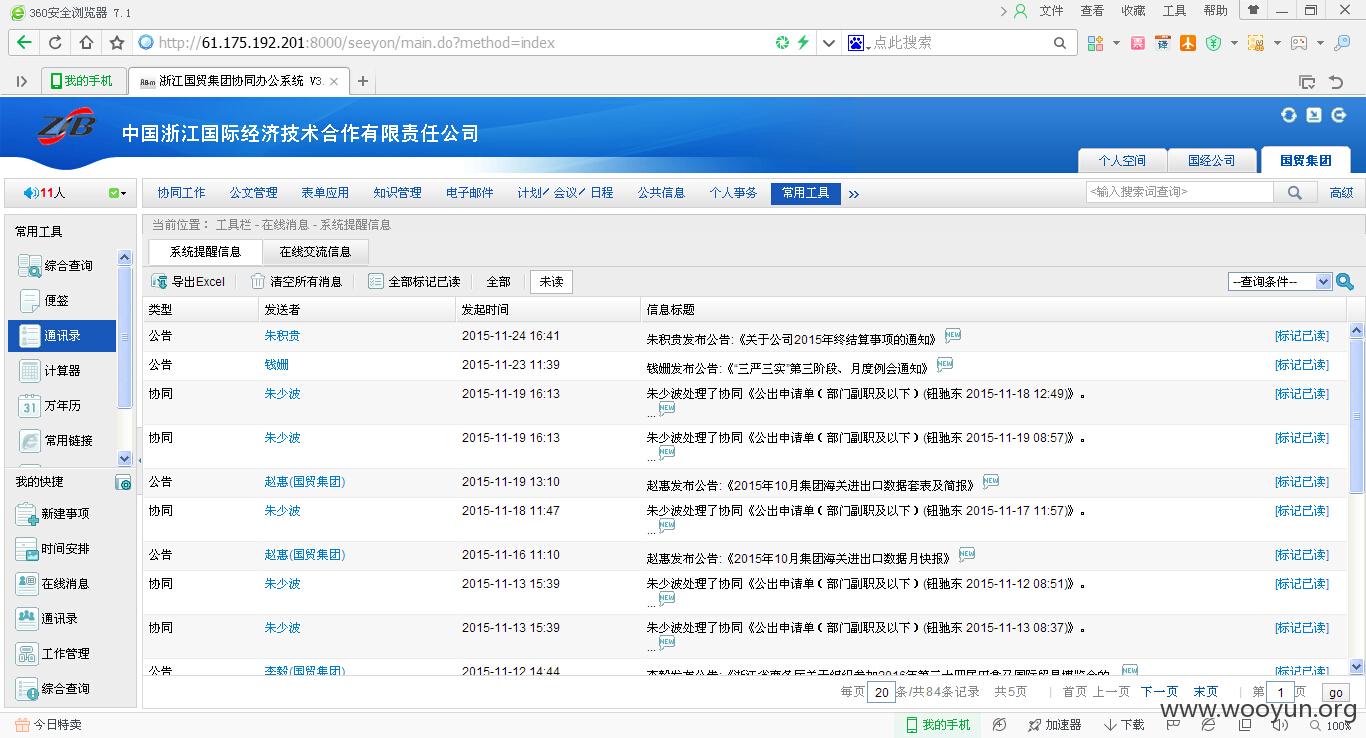 360安全浏览器 7.1
文件 查看 收藏 工具 帮助
http://61.175.192.201:8000/seeyon/main.do?method=index
点此搜索
我的手机
浙江国贸集团协同办公系统 V3.
中国浙江国际经济技术合作有限责任公司
个人空间 国经公司 国贸集团
11人
协同工作 公文管理 表单应用 知识管理 电子邮件 计划/会议/日程 公共信息 个人事务 常用工具 >>
<输入搜索词查询> 高级
常用工具
综合查询
便签
通讯录
计算器
31 万年历
常用链接
我的快捷
新建事项
时间安排
在线消息
通讯录
工作管理
综合查询
当前位置： 工具栏 - 在线消息 - 系统提醒信息
系统提醒信息 在线交流信息
导出Excel 清空所有消息 全部标记已读 全部 未读
--查询条件--
类型 发送者 发起时间 信息标题
公告 朱积贵 2015-11-24 16:41 朱积贵发布公告:《关于公司2015年终结算事项的通知》 NEW [标记已读]
公告 钱姗 2015-11-23 11:39 钱姗发布公告:《“三严三实”第三阶段、月度例会通知》 NEW [标记已读]
协同 朱少波 2015-11-19 16:13 朱少波处理了协同《公出申请单（部门副职及以下）(钮驰东 2015-11-18 12:49)》。 [标记已读]
... NEW
协同 朱少波 2015-11-19 16:13 朱少波处理了协同《公出申请单（部门副职及以下）(钮驰东 2015-11-19 08:57)》。 [标记已读]
... NEW
公告 赵惠(国贸集团) 2015-11-19 13:10 赵惠发布公告:《2015年10月集团海关进出口数据套表及简报》 NEW [标记已读]
协同 朱少波 2015-11-18 11:47 朱少波处理了协同《公出申请单（部门副职及以下）(钮驰东 2015-11-17 11:57)》。 [标记已读]
... NEW
公告 赵惠(国贸集团) 2015-11-16 11:10 赵惠发布公告:《2015年10月集团海关进出口数据月快报》 NEW [标记已读]
协同 朱少波 2015-11-13 15:39 朱少波处理了协同《公出申请单（部门副职及以下）(钮驰东 2015-11-12 08:51)》。 [标记已读]
... NEW
协同 朱少波 2015-11-13 15:39 朱少波处理了协同《公出申请单（部门副职及以下）(钮驰东 2015-11-13 08:37)》。 [标记已读]
... NEW
公告 李毅(国贸集团) 2015-11-12 14:44 NEW [标记已读]
每页 20 条/共84条记录 共5页 | 首页 上一页 下一页 末页 | 第 1 页 go
www.wooyun.org
今日特卖
我的手机 加速器 下载 100%